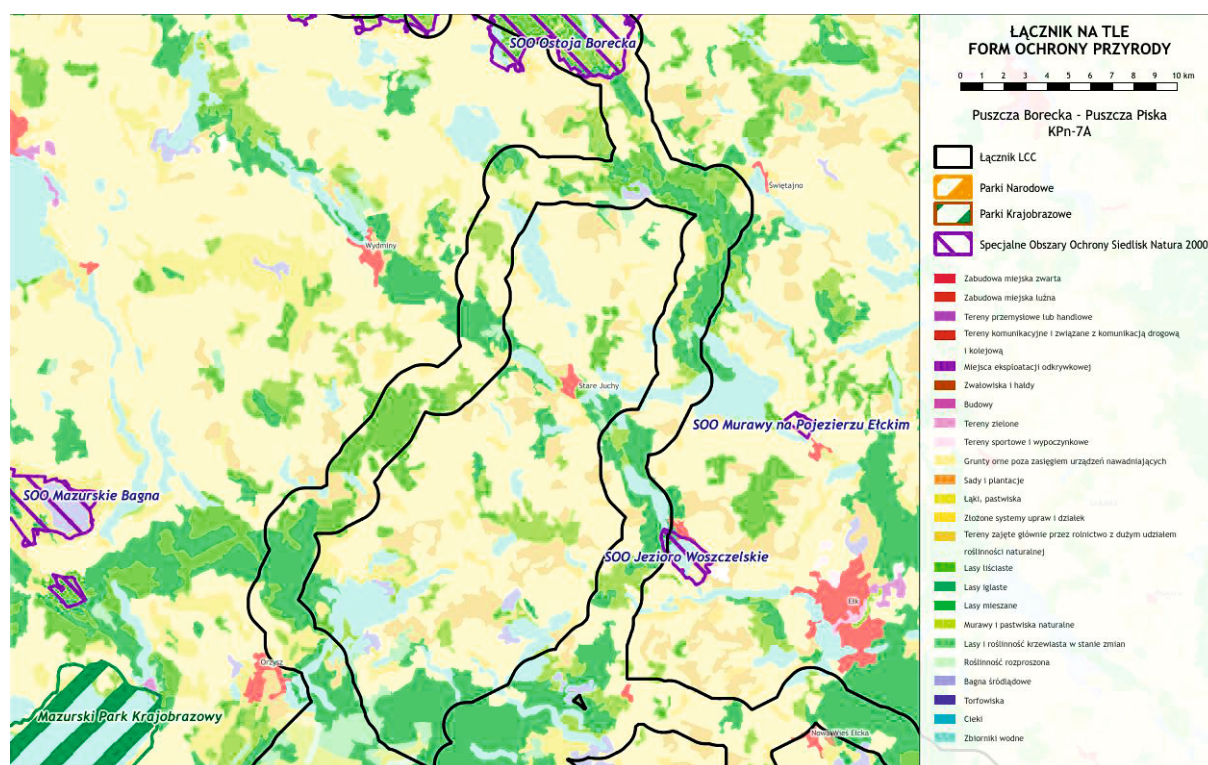 SOO Ostoja Borecka
Świętajno
Wydminy
Stare Juchy
SOO Murawy na Pojezierzu Ełckim
SOO Mazurskie Bagna
SOO Jezioro Woszczelskie
Ełk
Orzysz
Mazurski Park Krajobrazowy
Nowa Wieś Ełcka
ŁĄCZNIK NA TLE
FORM OCHRONY PRZYRODY
0 1 2 3 4 5 6 7 8 9 10 km
Puszcza Borecka - Puszcza Piska
KPn-7A
Łącznik LCC
Parki Narodowe
Parki Krajobrazowe
Specjalne Obszary Ochrony Siedlisk Natura 2000
Zabudowa miejska zwarta
Zabudowa miejska luźna
Tereny przemysłowe lub handlowe
Tereny komunikacyjne i związane z komunikacją drogową
i kolejową
Miejsca eksploatacji odkrywkowej
Zwałowiska i hałdy
Budowy
Tereny zielone
Tereny sportowe i wypoczynkowe
Grunty orne poza zasięgiem urządzeń nawadniających
Sady i plantacje
Łąki, pastwiska
Złożone systemy upraw i działek
Tereny zajęte głównie przez rolnictwo z dużym udziałem
roślinności naturalnej
Lasy liściaste
Lasy iglaste
Lasy mieszane
Murawy i pastwiska naturalne
Lasy i roślinność krzewiasta w stanie zmian
Roślinność rozproszona
Bagna śródlądowe
Torfowiska
Cieki
Zbiorniki wodne